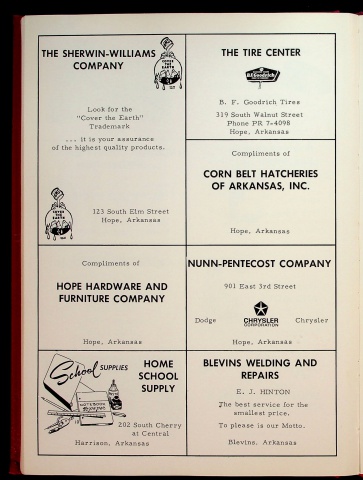 THE SHERWIN-WILLIAMS
COMPANY
COVER
THE
EARTH
Look for the
"Cover the Earth"
Trademark
... it is your assurance
of the highest quality products.
COVER
THE
EARTH
123 South Elm Street
Hope, Arkansas
THE TIRE CENTER
B.F.Goodrich
B. F. Goodrich Tires
319 South Walnut Street
Phone PR 7-4098
Hope, Arkansas
Compliments of
CORN BELT HATCHERIES
OF ARKANSAS, INC.
Hope, Arkansas
Compliments of
HOPE HARDWARE AND
FURNITURE COMPANY
Hope, Arkansas
NUNN-PENTECOST COMPANY
901 East 3rd Street
Dodge
CHRYSLER
CORPORATION
Chrysler
Hope, Arkansas
School SUPPLIES
HOME
SCHOOL
SUPPLY
202 South Cherry
at Central
Harrison, Arkansas
BLEVINS WELDING AND
REPAIRS
E. J. HINTON
The best service for the
smallest price.
To please is our Motto.
Blevins, Arkansas